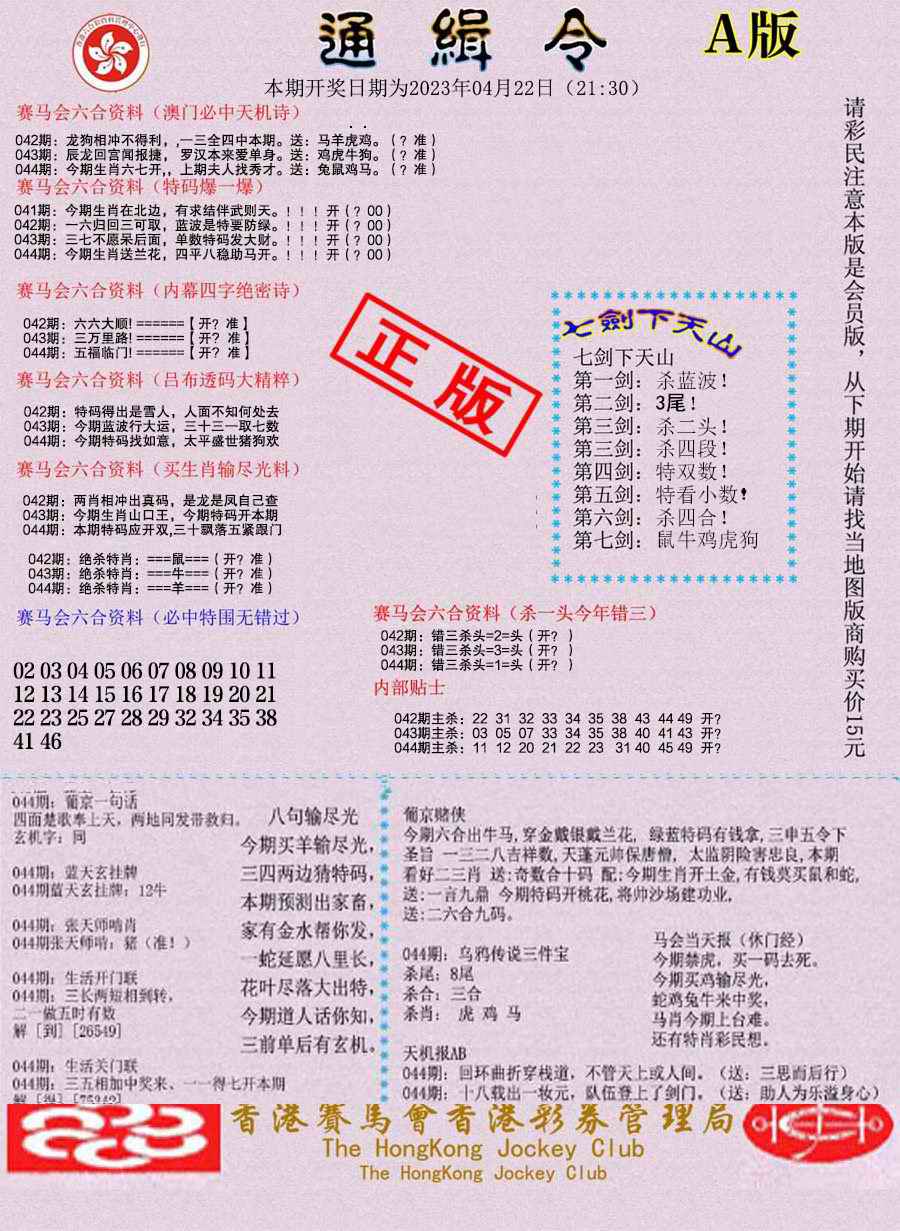 通緝令
A版
本期开奖日期为2023年04月22日（21:30）
赛马会六合资料（澳门必中天机诗）
042期：龙狗相冲不得利，,一三全四中本期。送：马羊虎鸡。（？准）
043期：辰龙回宫闻报捷， 罗汉本来爱单身。送：鸡虎牛狗。（？准）
044期：今期生肖六七开,，上期夫人找秀才。送：兔鼠鸡马。（？准）
赛马会六合资料（特码爆一爆）
041期：今期生肖在北边，有求结伴武则天。！！！开（？00）
042期：一六归回三可取，蓝波是特要防绿。！！！开（？00）
043期：三七不愿呆后面，单数特码发大财。！！！开（？00）
044期：今期生肖送兰花，四平八稳助马开。！！！开（？00）
赛马会六合资料（内幕四字绝密诗）
042期：六六大顺！======【开？准】
043期：三万里路！======【开？准】
044期：五福临门！======【开？准】
赛马会六合资料（吕布透码大精粹）
042期：特码得出是雪人，人面不知何处去
043期：今期蓝波行大运，三十三一取七数
044期：今期特码找如意，太平盛世猪狗欢
赛马会六合资料（买生肖输尽光料）
042期：两肖相冲出真码，是龙是凤自己查
043期：今期生肖山口王，今期特码开本期
044期：本期特码应开双,三十飘落五紧跟门
042期：绝杀特肖：===鼠===（开？准）
043期：绝杀特肖：===牛===（开？准）
044期：绝杀特肖：===羊===（开？准）
正版
七劍下天山
七剑下天山
第一剑：杀蓝波！
第二剑：3尾！
第三剑：杀二头！
第三剑：杀四段！
第四剑：特双数！
第五剑：特看小数！
第六剑：杀四合！
第七剑：鼠牛鸡虎狗
请彩民注意本版是会员版，从下期开始请找当地图版商购买价15元
赛马会六合资料（必中特围无错过）
02 03 04 05 06 07 08 09 10 11
12 13 14 15 16 17 18 19 20 21
22 23 25 27 28 29 32 34 35 38
41 46
赛马会六合资料（杀一头今年错三）
042期：错三杀头=2=头（开？）
043期：错三杀头=3=头（开？）
044期：错三杀头=1=头（开？）
内部贴士
042期主杀：22 31 32 33 34 35 38 43 44 49 开？
043期主杀：03 05 07 33 34 35 38 40 41 43 开？
044期主杀：11 12 20 21 22 23 31 40 45 49 开？
044期：葡京一句话
四面楚歌奉上天，两地同发带救归。
玄机字：同
044期：蓝天玄挂牌
044期蓝天玄挂牌：12牛
044期：张天师啃肖
044期张天师啃：猪（准！）
044期：生活开门联
044期：三长两短相到转，
二一做五时有数
解 [到] [26549]
044期：生活关门联
044期：三五相加中奖来、一一得七开本期
八句输尽光
今期买羊输尽光，
三四两边猜特码，
本期预测出家畜，
家有金水帮你发，
一蛇延愿八里长，
花叶尽落大出特，
今期道人话你知，
三前单后有玄机。
葡京赌侠
今期六合出牛马,穿金戴银戴兰花, 绿蓝特码有钱拿,三申五令下
圣旨 一三二八吉祥数,天蓬元帅保唐僧, 太监阴险害忠良,本期
看好二三肖 送:奇数合十码 配:今期生肖开土金,有钱莫买鼠和蛇,
送:一言九鼎 今期特码开桃花,将帅沙场建功业,
送:二六合九码。
044期：乌鸦传说三件宝
杀尾：8尾
杀合：三合
杀肖： 虎 鸡 马
马会当天报（休门经）
今期禁虎，买一码去死。
今期买鸡输尽光，
蛇鸡兔牛米中奖，
马肖今期上台难。
还有特肖彩民想。
天机报AB
044期：回环曲折穿栈道，不管天上或人间。（送：三思而后行）
044期：十八载出一妆元，队伍登上了剑门。（送：助人为乐溢身心）
香港賽馬會香港彩券管理局
The HongKong Jockey Club
The HongKong Jockey Club